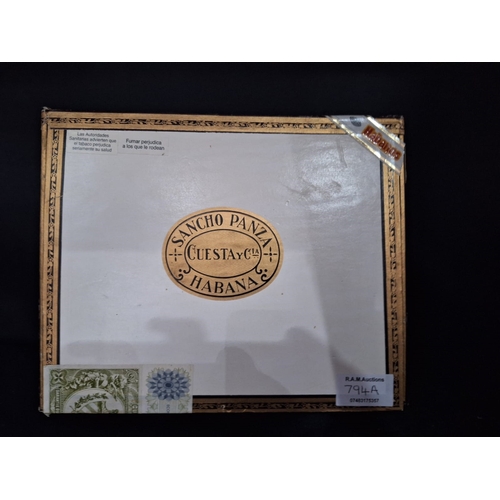 Las Autoridades
Sanitarias advierten que
el tabaco perjudica
seriamente su salud
Fumar perjudica
a los que le rodean
Habanos
SANCHO PANZA
CUESTA Y CIA
HABANA
R.A.M.Auctions
794A